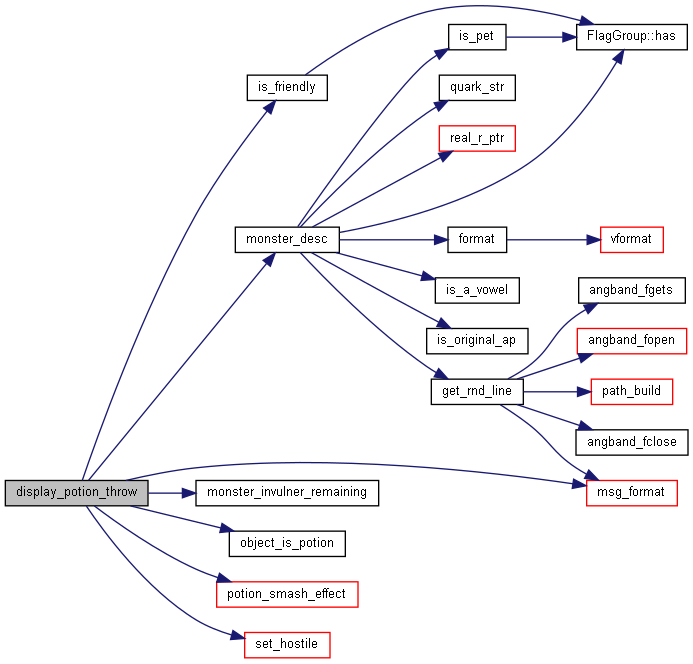 is_pet
FlagGroup::has
is_friendly
quark_str
real_r_ptr
monster_desc
format
vformat
is_a_vowel
angband_fgets
is_original_ap
angband_fopen
get_rnd_line
path_build
angband_fclose
display_potion_throw
monster_invulner_remaining
msg_format
object_is_potion
potion_smash_effect
set_hostile